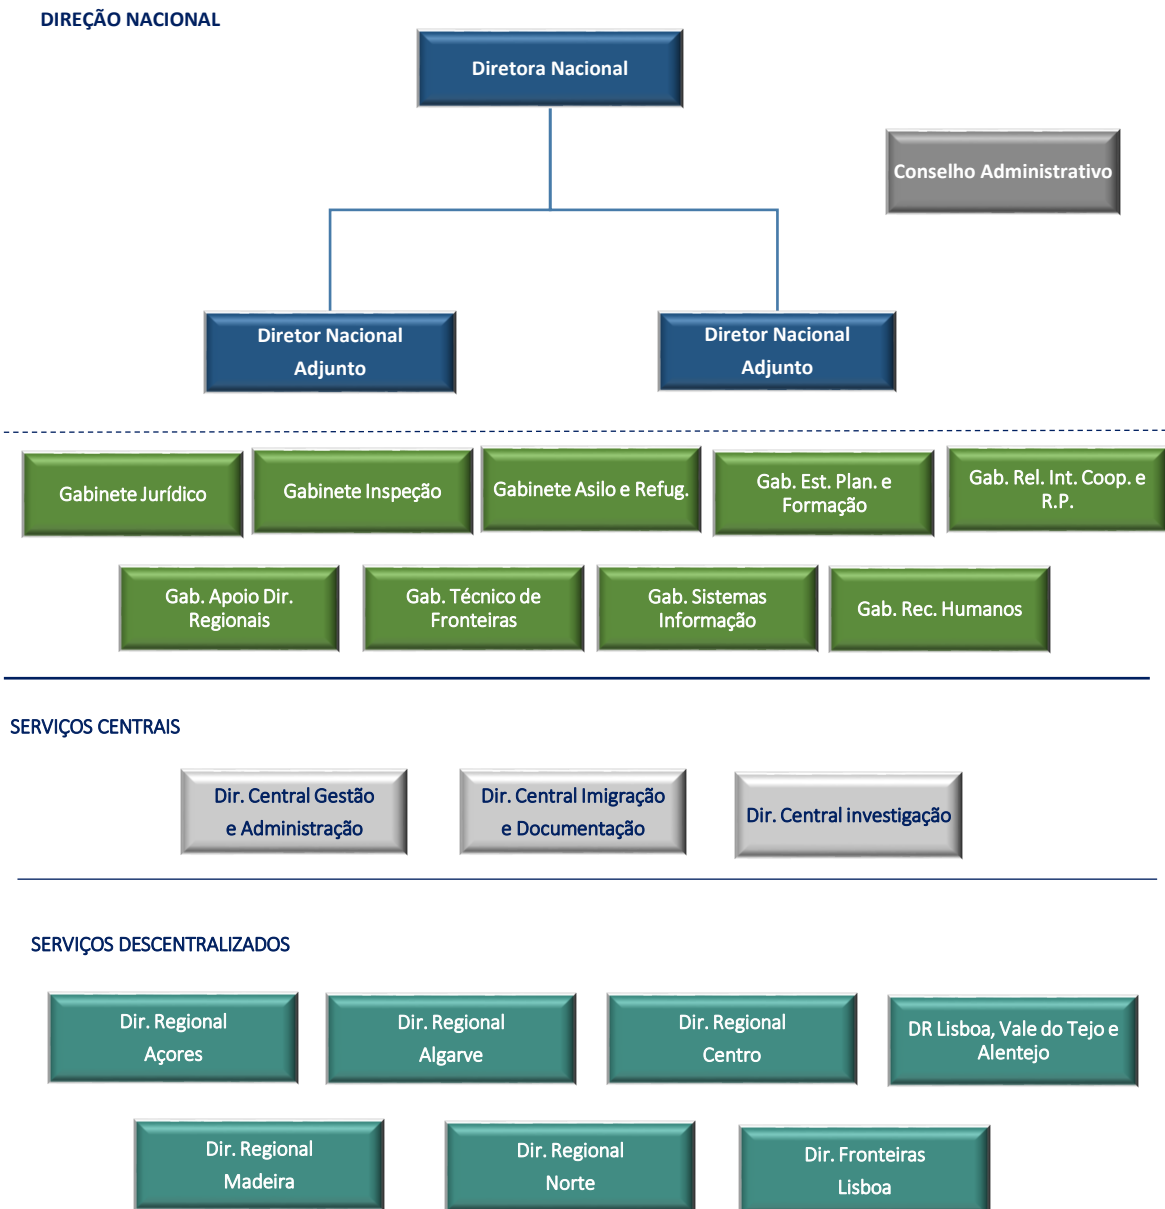 DIREÇÃO NACIONAL
Diretora Nacional
Conselho Administrativo
Diretor Nacional
Adjunto
Diretor Nacional
Adjunto
Gabinete Jurídico
Gabinete Inspeção
Gabinete Asilo e Refug.
Gab. Est. Plan. e
Formação
Gab. Rel. Int. Coop. e
R.P.
Gab. Apoio Dir.
Regionais
Gab. Técnico de
Fronteiras
Gab. Sistemas
Informação
Gab. Rec. Humanos
SERVIÇOS CENTRAIS
Dir. Central Gestão
e Administração
Dir. Central Imigração
e Documentação
Dir. Central investigação
SERVIÇOS DESCENTRALIZADOS
Dir. Regional
Açores
Dir. Regional
Algarve
Dir. Regional
Centro
DR Lisboa, Vale do Tejo e
Alentejo
Dir. Regional
Madeira
Dir. Regional
Norte
Dir. Fronteiras
Lisboa